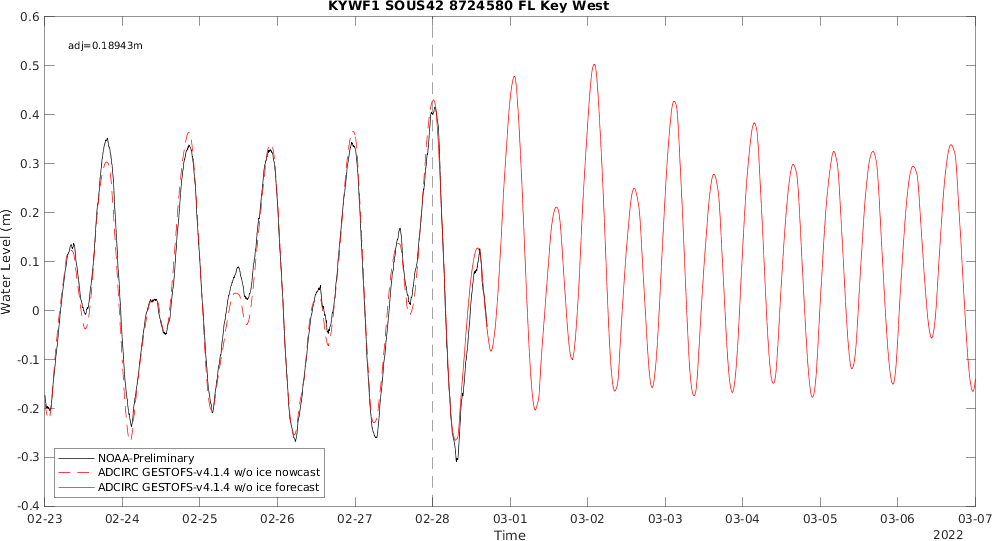 KYWF1 SOUS42 8724580 FL Key West
adj=0.18943m
Water Level (m)
0.6
0.5
0.4
0.3
0.2
0.1
0
-0.1
-0.2
-0.3
-0.4
NOAA-Preliminary
ADCIRC GESTOFS-v4.1.4 w/o ice nowcast
ADCIRC GESTOFS-v4.1.4 w/o ice forecast
02-23 02-24 02-25 02-26 02-27 02-28 03-01 03-02 03-03 03-04 03-05 03-06 03-07
Time
2022